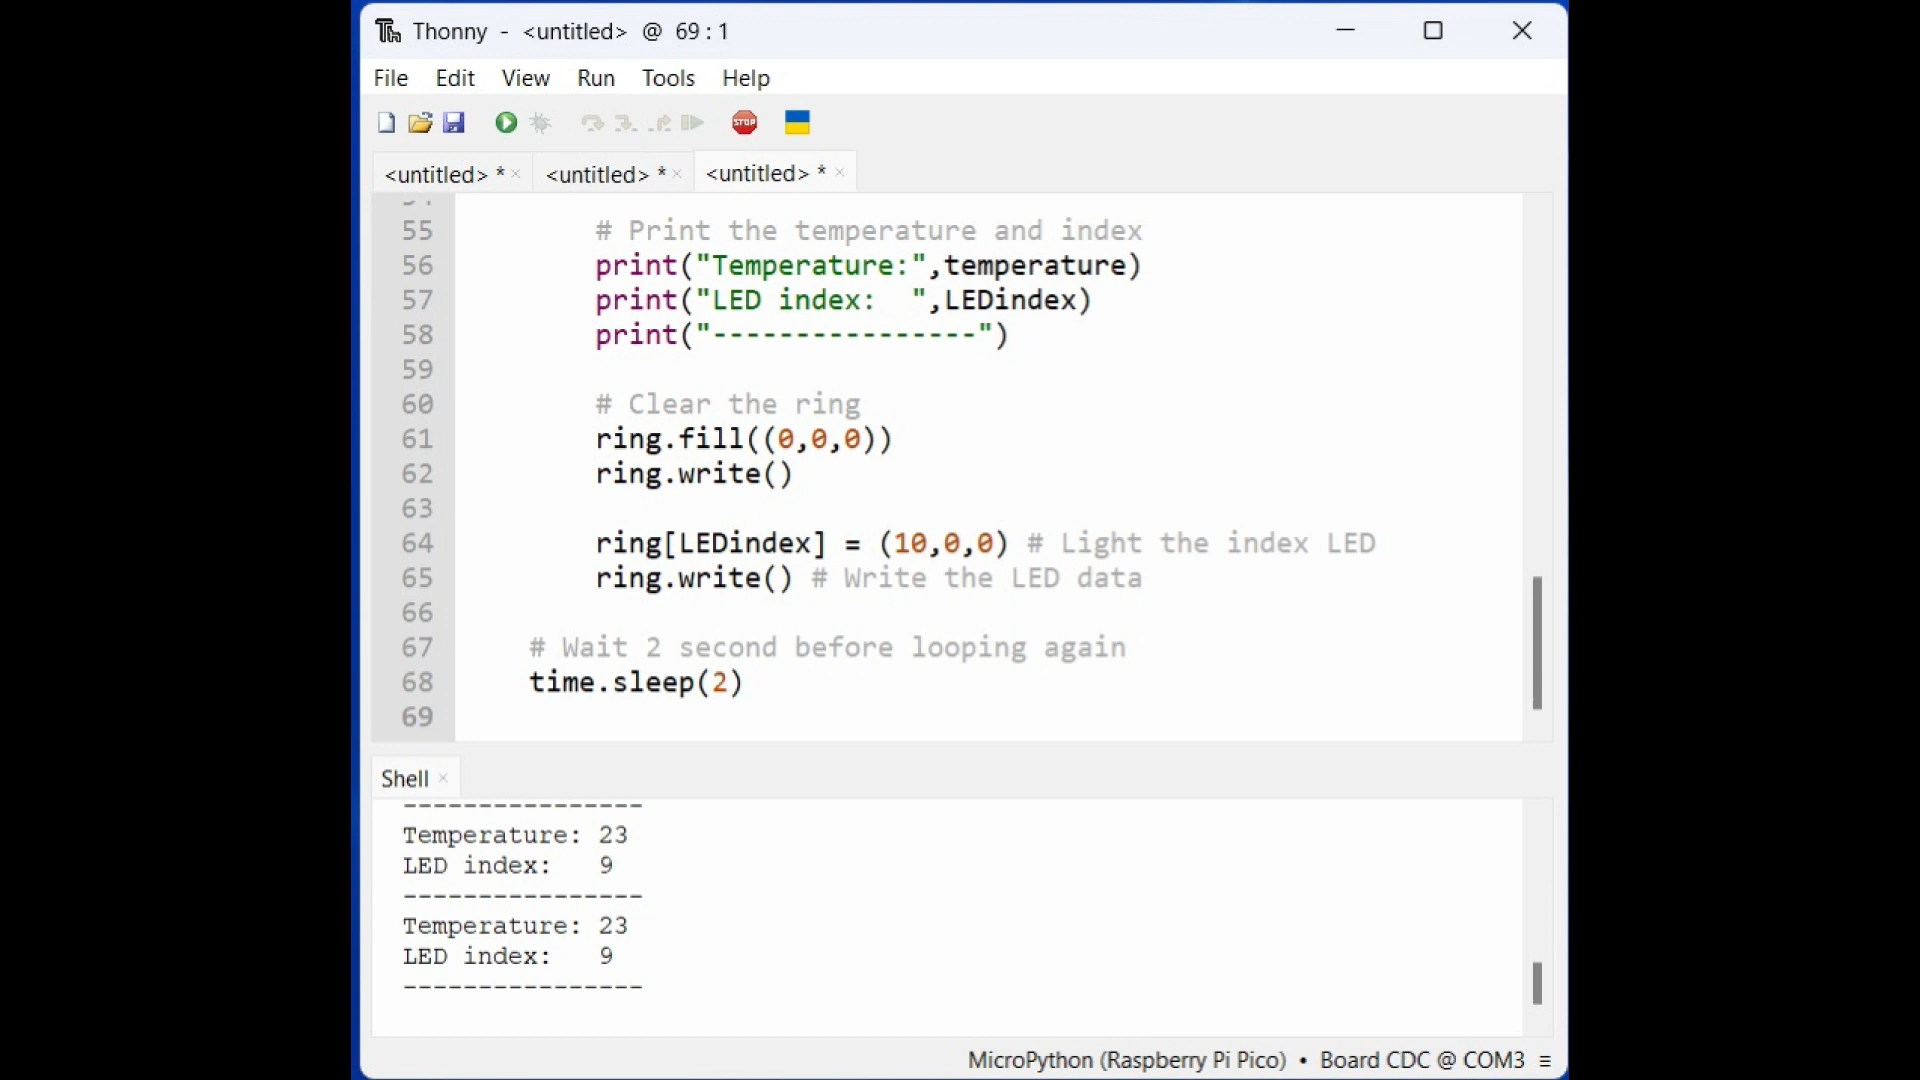 Thonny - <untitled> @ 69 : 1
File Edit View Run Tools Help
STOP
<untitled> * × <untitled> * × <untitled> * ×
55 # Print the temperature and index
56 print("Temperature:",temperature)
57 print("LED index:  ",LEDindex)
58 print("----------------")
59
60 # Clear the ring
61 ring.fill((0,0,0))
62 ring.write()
63
64 ring[LEDindex] = (10,0,0) # Light the index LED
65 ring.write() # Write the LED data
66
67 # Wait 2 second before looping again
68 time.sleep(2)
69
Shell ×
----------------
Temperature: 23
LED index:   9
----------------
Temperature: 23
LED index:   9
----------------
MicroPython (Raspberry Pi Pico) • Board CDC @ COM3 ≡